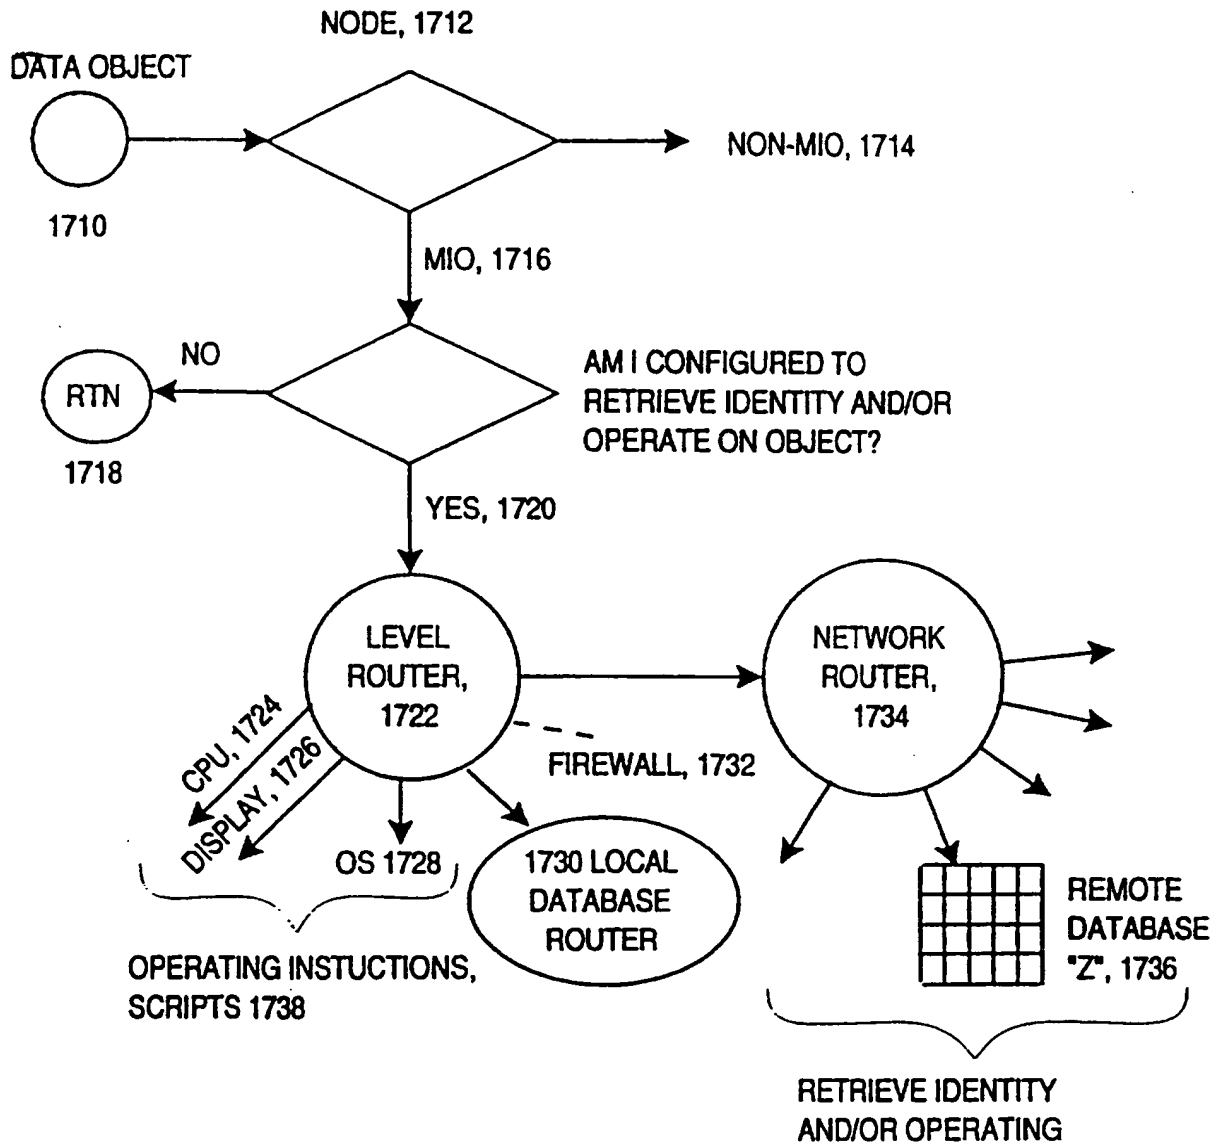 NODE, 1712
DATA OBJECT
NON-MIO, 1714
1710
MIO, 1716
NO
RTN
1718
AM I CONFIGURED TO
RETRIEVE IDENTITY AND/OR
OPERATE ON OBJECT?
YES, 1720
LEVEL
ROUTER,
1722
NETWORK
ROUTER,
1734
CPU, 1724
DISPLAY, 1726
FIREWALL, 1732
OS 1728
1730 LOCAL
DATABASE
ROUTER
REMOTE
DATABASE
"Z", 1736
OPERATING INSTUCTIONS,
SCRIPTS 1738
RETRIEVE IDENTITY
AND/OR OPERATING